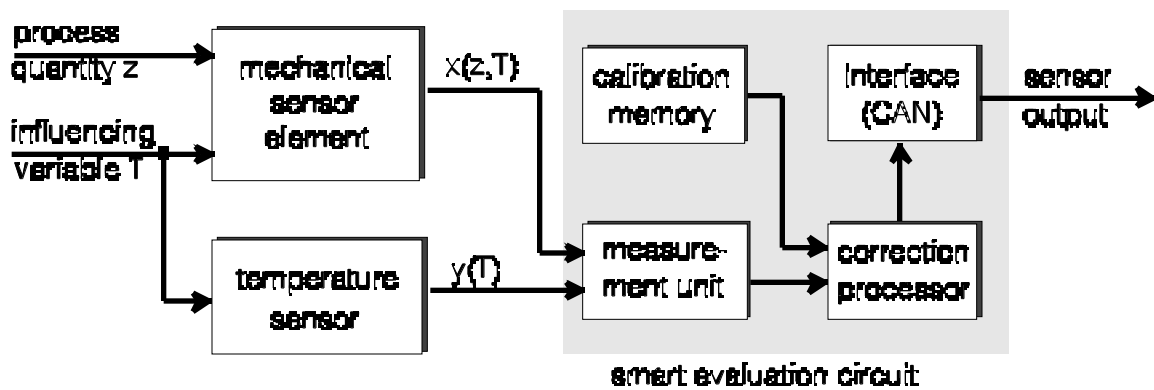 process
quantity z
influencing
variable T
mechanical
sensor
element
temperature
sensor
x(z,T)
y(T)
calibration
memory
measure-
ment unit
interface
(CAN)
correction
processor
sensor
output
smart evaluation circuit